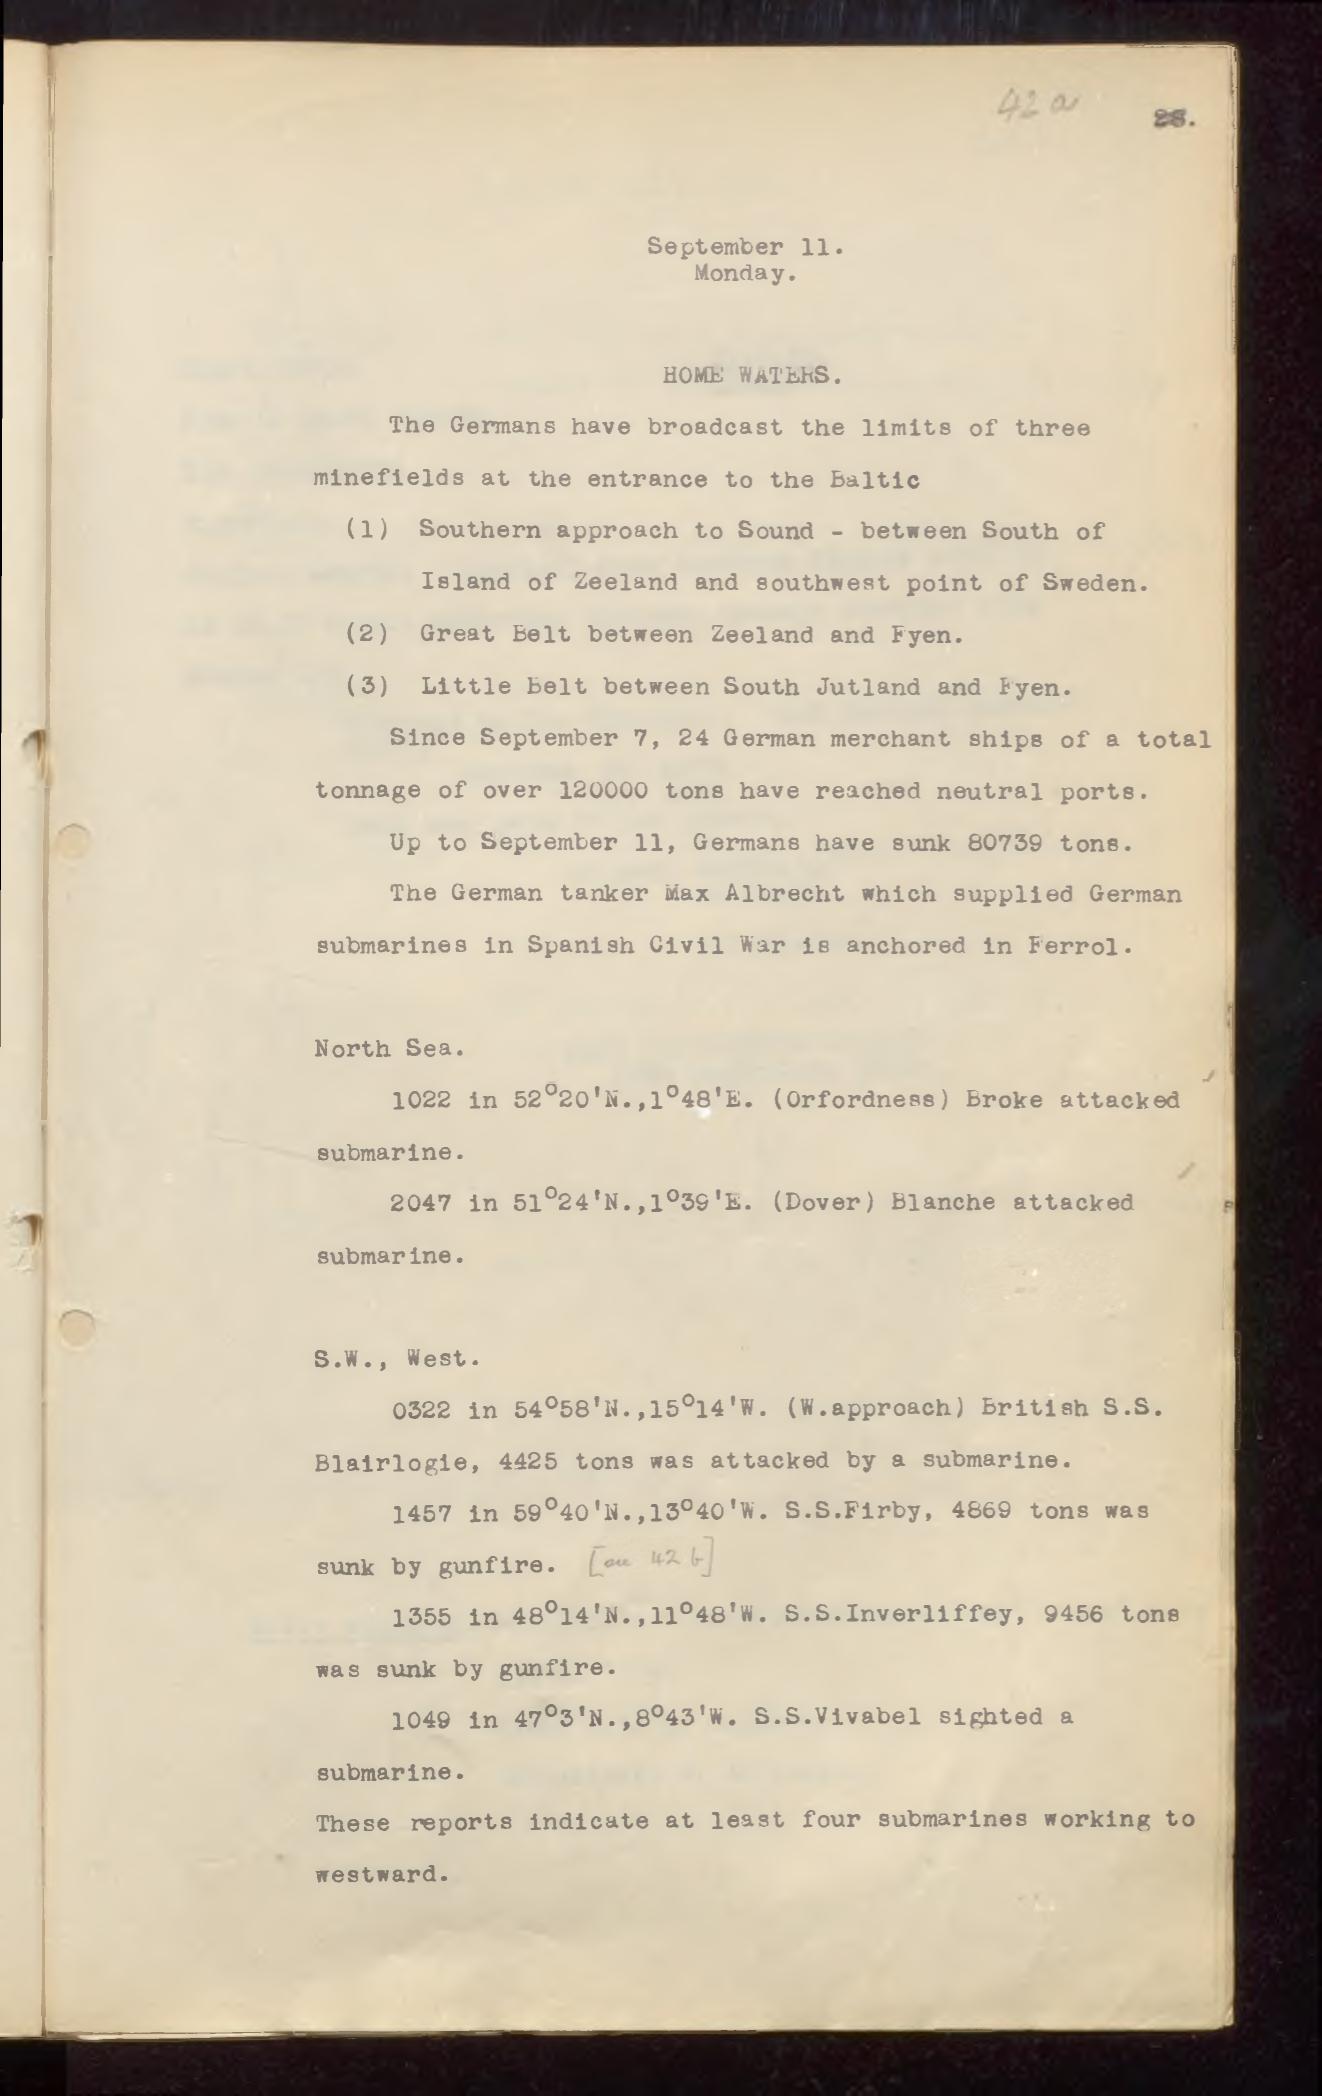 42a
28.
September 11.
Monday.
HOME WATERS.
The Germans have broadcast the limits of three
minefields at the entrance to the Baltic
(1) Southern approach to Sound - between South of
Island of Zeeland and southwest point of Sweden.
(2) Great Belt between Zeeland and Fyen.
(3) Little Belt between South Jutland and Fyen.
Since September 7, 24 German merchant ships of a total
tonnage of over 120000 tons have reached neutral ports.
Up to September 11, Germans have sunk 80739 tons.
The German tanker Max Albrecht which supplied German
submarines in Spanish Civil War is anchored in Ferrol.
North Sea.
1022 in 52°20'N.,1°48'E. (Orfordness) Broke attacked
submarine.
2047 in 51°24'N.,1°39'E. (Dover) Blanche attacked
submarine.
S.W., West.
0322 in 54°58'N.,15°14'W. (W.approach) British S.S.
Blairlogie, 4425 tons was attacked by a submarine.
1457 in 59°40'N.,13°40'W. S.S.Firby, 4869 tons was
sunk by gunfire. [on 42 b]
1355 in 48°14'N.,11°48'W. S.S.Inverliffey, 9456 tons
was sunk by gunfire.
1049 in 47°3'N.,8°43'W. S.S.Vivabel sighted a
submarine.
These reports indicate at least four submarines working to
westward.